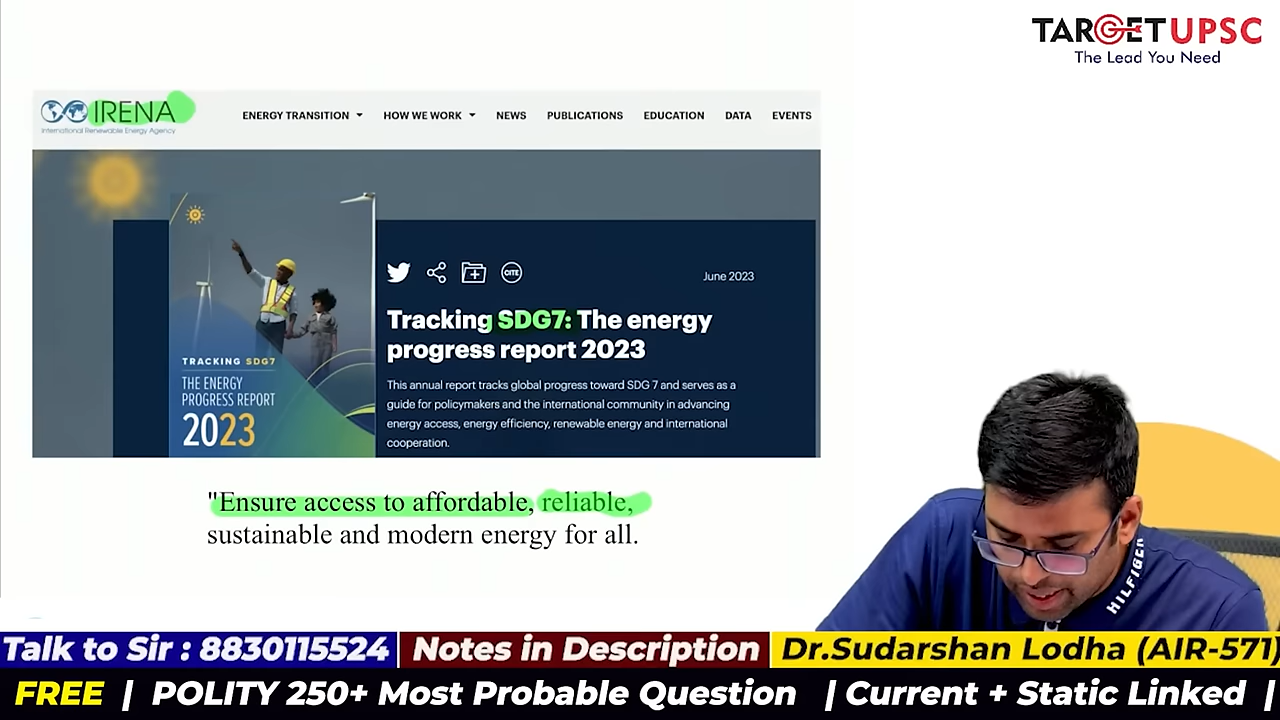 TARGET UPSC
The Lead You Need
IRENA
International Renewable Energy Agency
ENERGY TRANSITION HOW WE WORK NEWS PUBLICATIONS EDUCATION DATA EVENTS
CITE
June 2023
Tracking SDG7: The energy
progress report 2023
This annual report tracks global progress toward SDG 7 and serves as a
guide for policymakers and the international community in advancing
energy access, energy efficiency, renewable energy and international
cooperation.
TRACKING SDG7
THE ENERGY
PROGRESS REPORT
2023
"Ensure access to affordable, reliable,
sustainable and modern energy for all.
HILFIGER
Talk to Sir : 8830115524 Notes in Description Dr.Sudarshan Lodha (AIR-571)
FREE | POLITY 250+ Most Probable Question | Current + Static Linked |